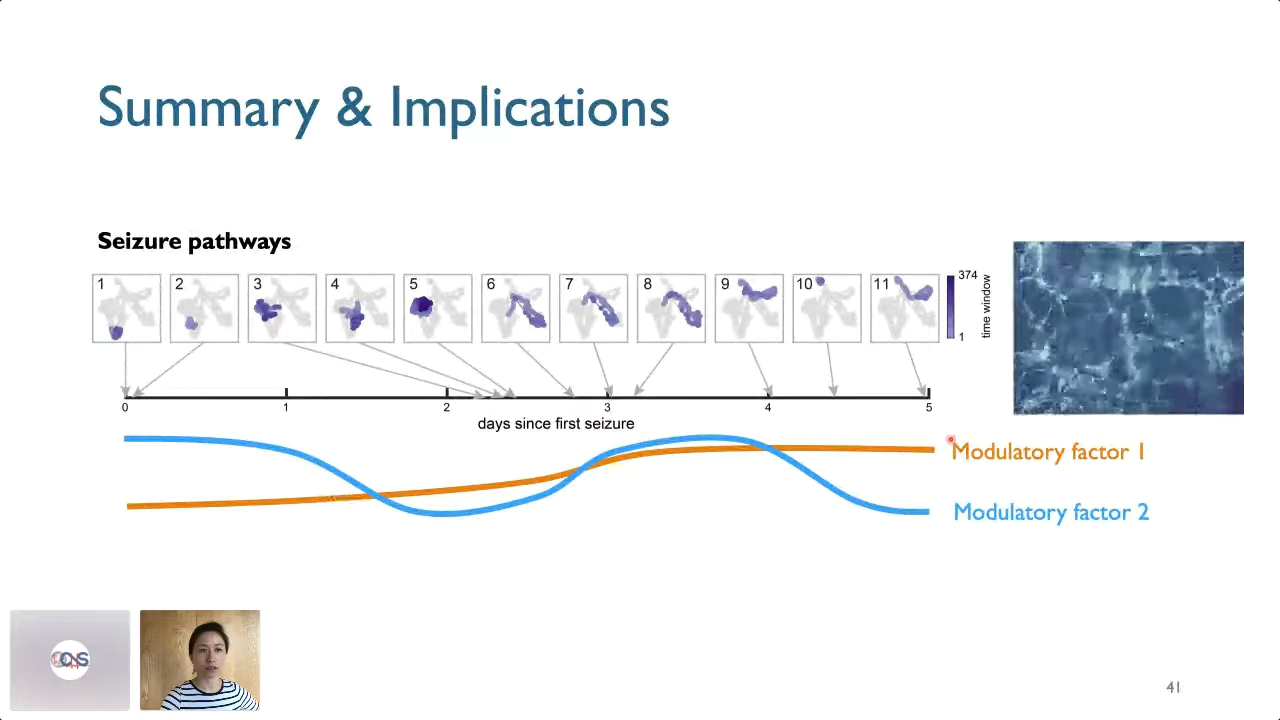 Summary & Implications
Seizure pathways
1 2 3 4 5 6 7 8 9 10 11
374
1
time window
0 1 2 3 4 5
days since first seizure
Modulatory factor 1
Modulatory factor 2
41